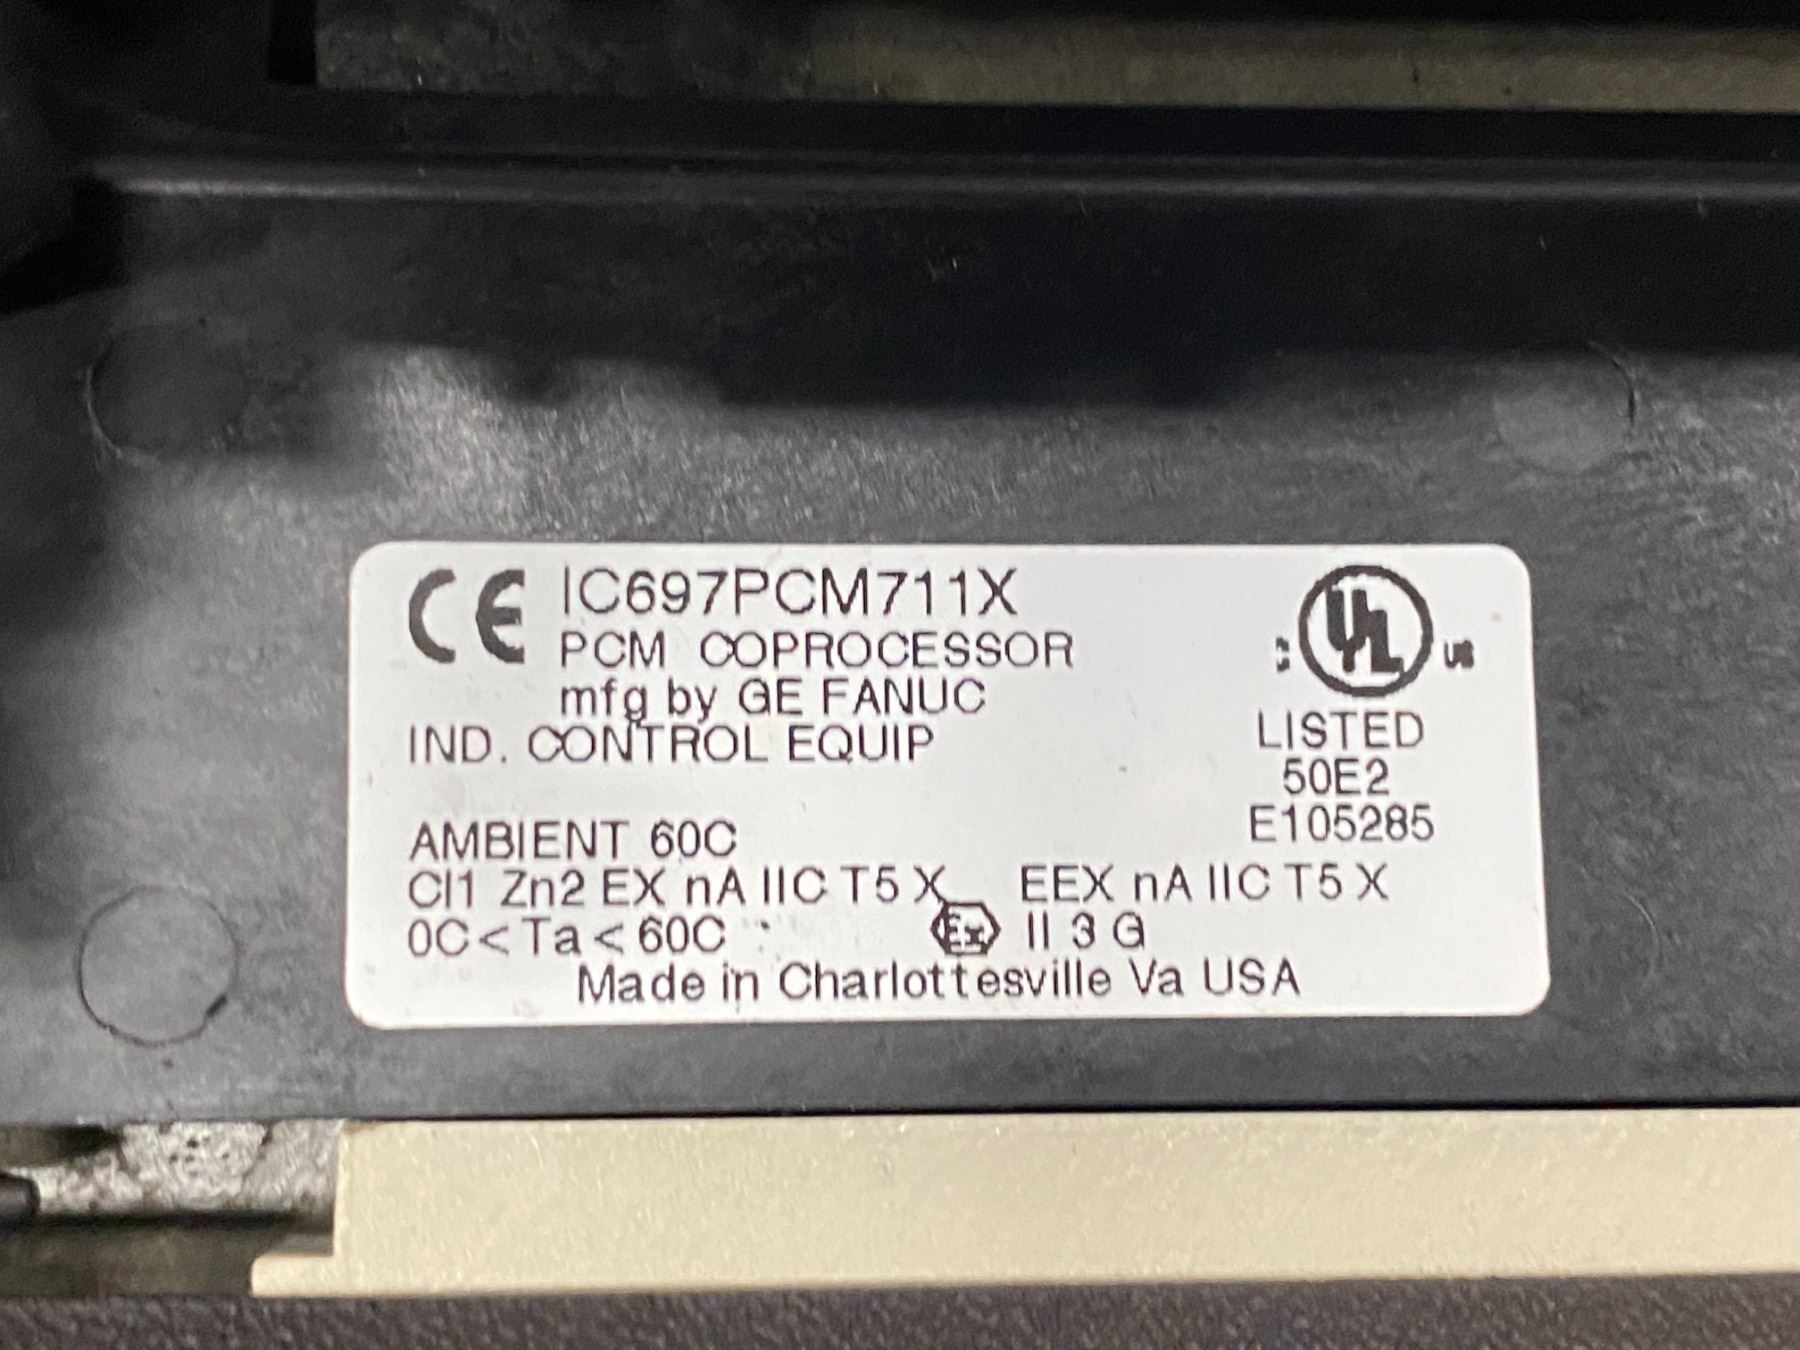 CE IC697PCM711X
PCM COPROCESSOR
mfg by GE FANUC
IND. CONTROL EQUIP
C UL US
LISTED
50E2
E105285
AMBIENT 60C
Cl1 Zn2 EX nA IIC T5 X EEX nA IIC T5 X
0C < Ta < 60C Ex II 3 G
Made in Charlottesville Va USA